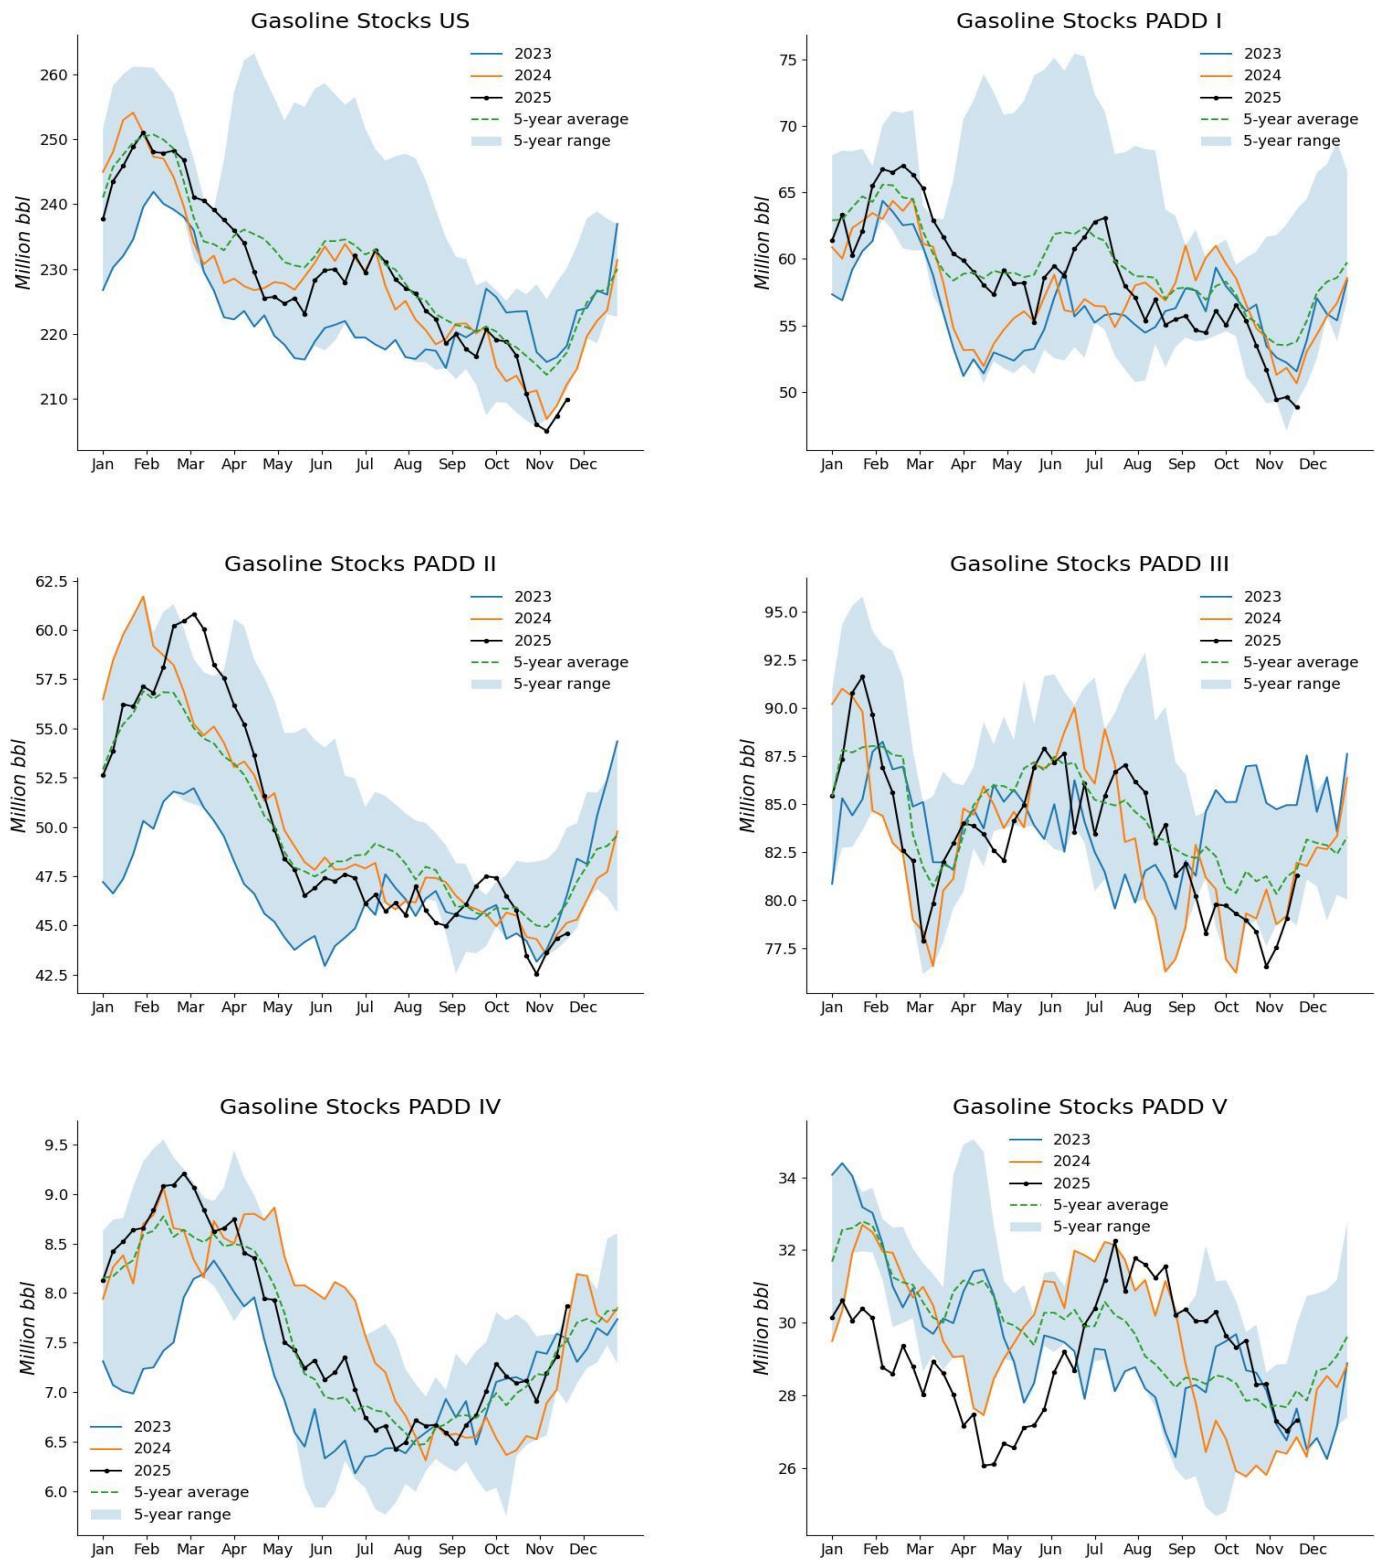 Gasoline Stocks US
Million bbl
260
250
240
230
220
210
Jan Feb Mar Apr May Jun Jul Aug Sep Oct Nov Dec
2023
2024
2025
5-year average
5-year range
Gasoline Stocks PADD I
Million bbl
75
70
65
60
55
50
Jan Feb Mar Apr May Jun Jul Aug Sep Oct Nov Dec
2023
2024
2025
5-year average
5-year range
Gasoline Stocks PADD II
Million bbl
62.5
60.0
57.5
55.0
52.5
50.0
47.5
45.0
42.5
Jan Feb Mar Apr May Jun Jul Aug Sep Oct Nov Dec
2023
2024
2025
5-year average
5-year range
Gasoline Stocks PADD III
Million bbl
95.0
92.5
90.0
87.5
85.0
82.5
80.0
77.5
Jan Feb Mar Apr May Jun Jul Aug Sep Oct Nov Dec
2023
2024
2025
5-year average
5-year range
Gasoline Stocks PADD IV
Million bbl
9.5
9.0
8.5
8.0
7.5
7.0
6.5
6.0
Jan Feb Mar Apr May Jun Jul Aug Sep Oct Nov Dec
2023
2024
2025
5-year average
5-year range
Gasoline Stocks PADD V
Million bbl
34
32
30
28
26
Jan Feb Mar Apr May Jun Jul Aug Sep Oct Nov Dec
2023
2024
2025
5-year average
5-year range